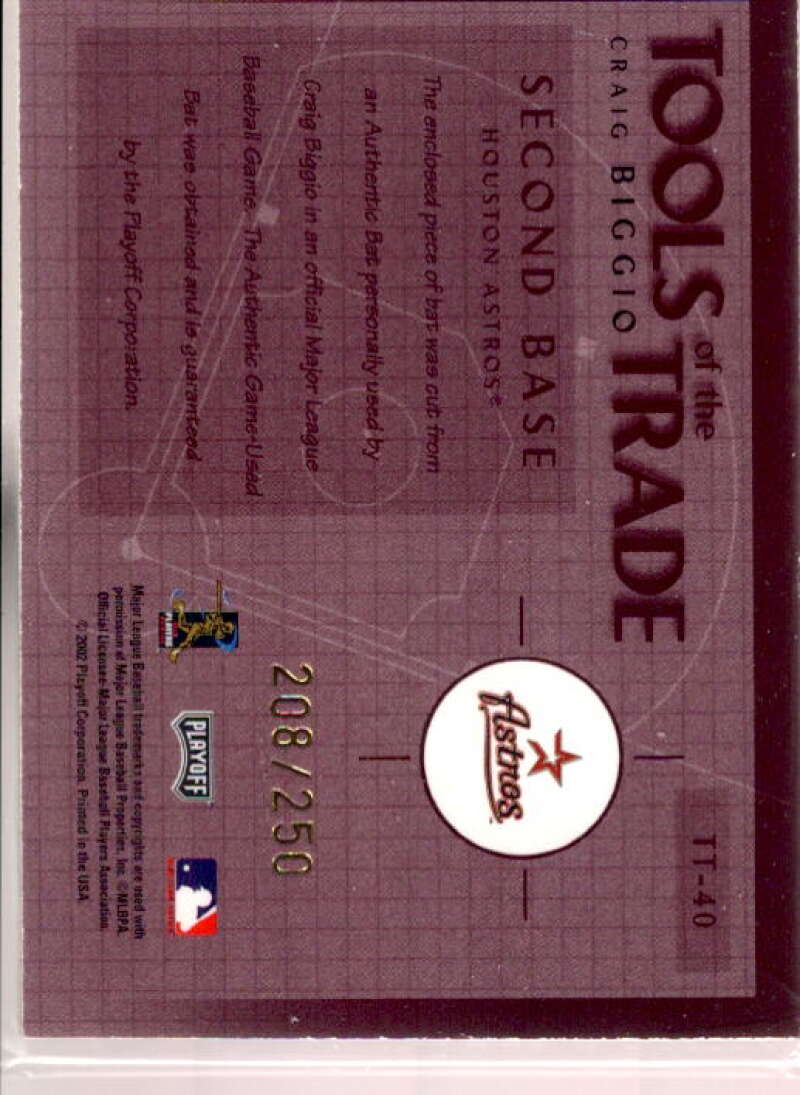 TOOLS of the TRADE
CRAIG BIGGIO
TT-40
SECOND BASE
HOUSTON ASTROS®
The enclosed piece of bat was cut from
an Authentic Bat personally used by
Craig Biggio in an official Major League
Baseball Game. The Authentic Game-Used
Bat was obtained and is guaranteed
by the Playoff Corporation.
Astros
208/250
PLAYOFF
Major League Baseball trademarks and copyrights are used with
permission of Major League Baseball Properties, Inc. ©MLBPA
Official Licensee-Major League Baseball Players Association.
© 2002 Playoff Corporation. Printed in the USA